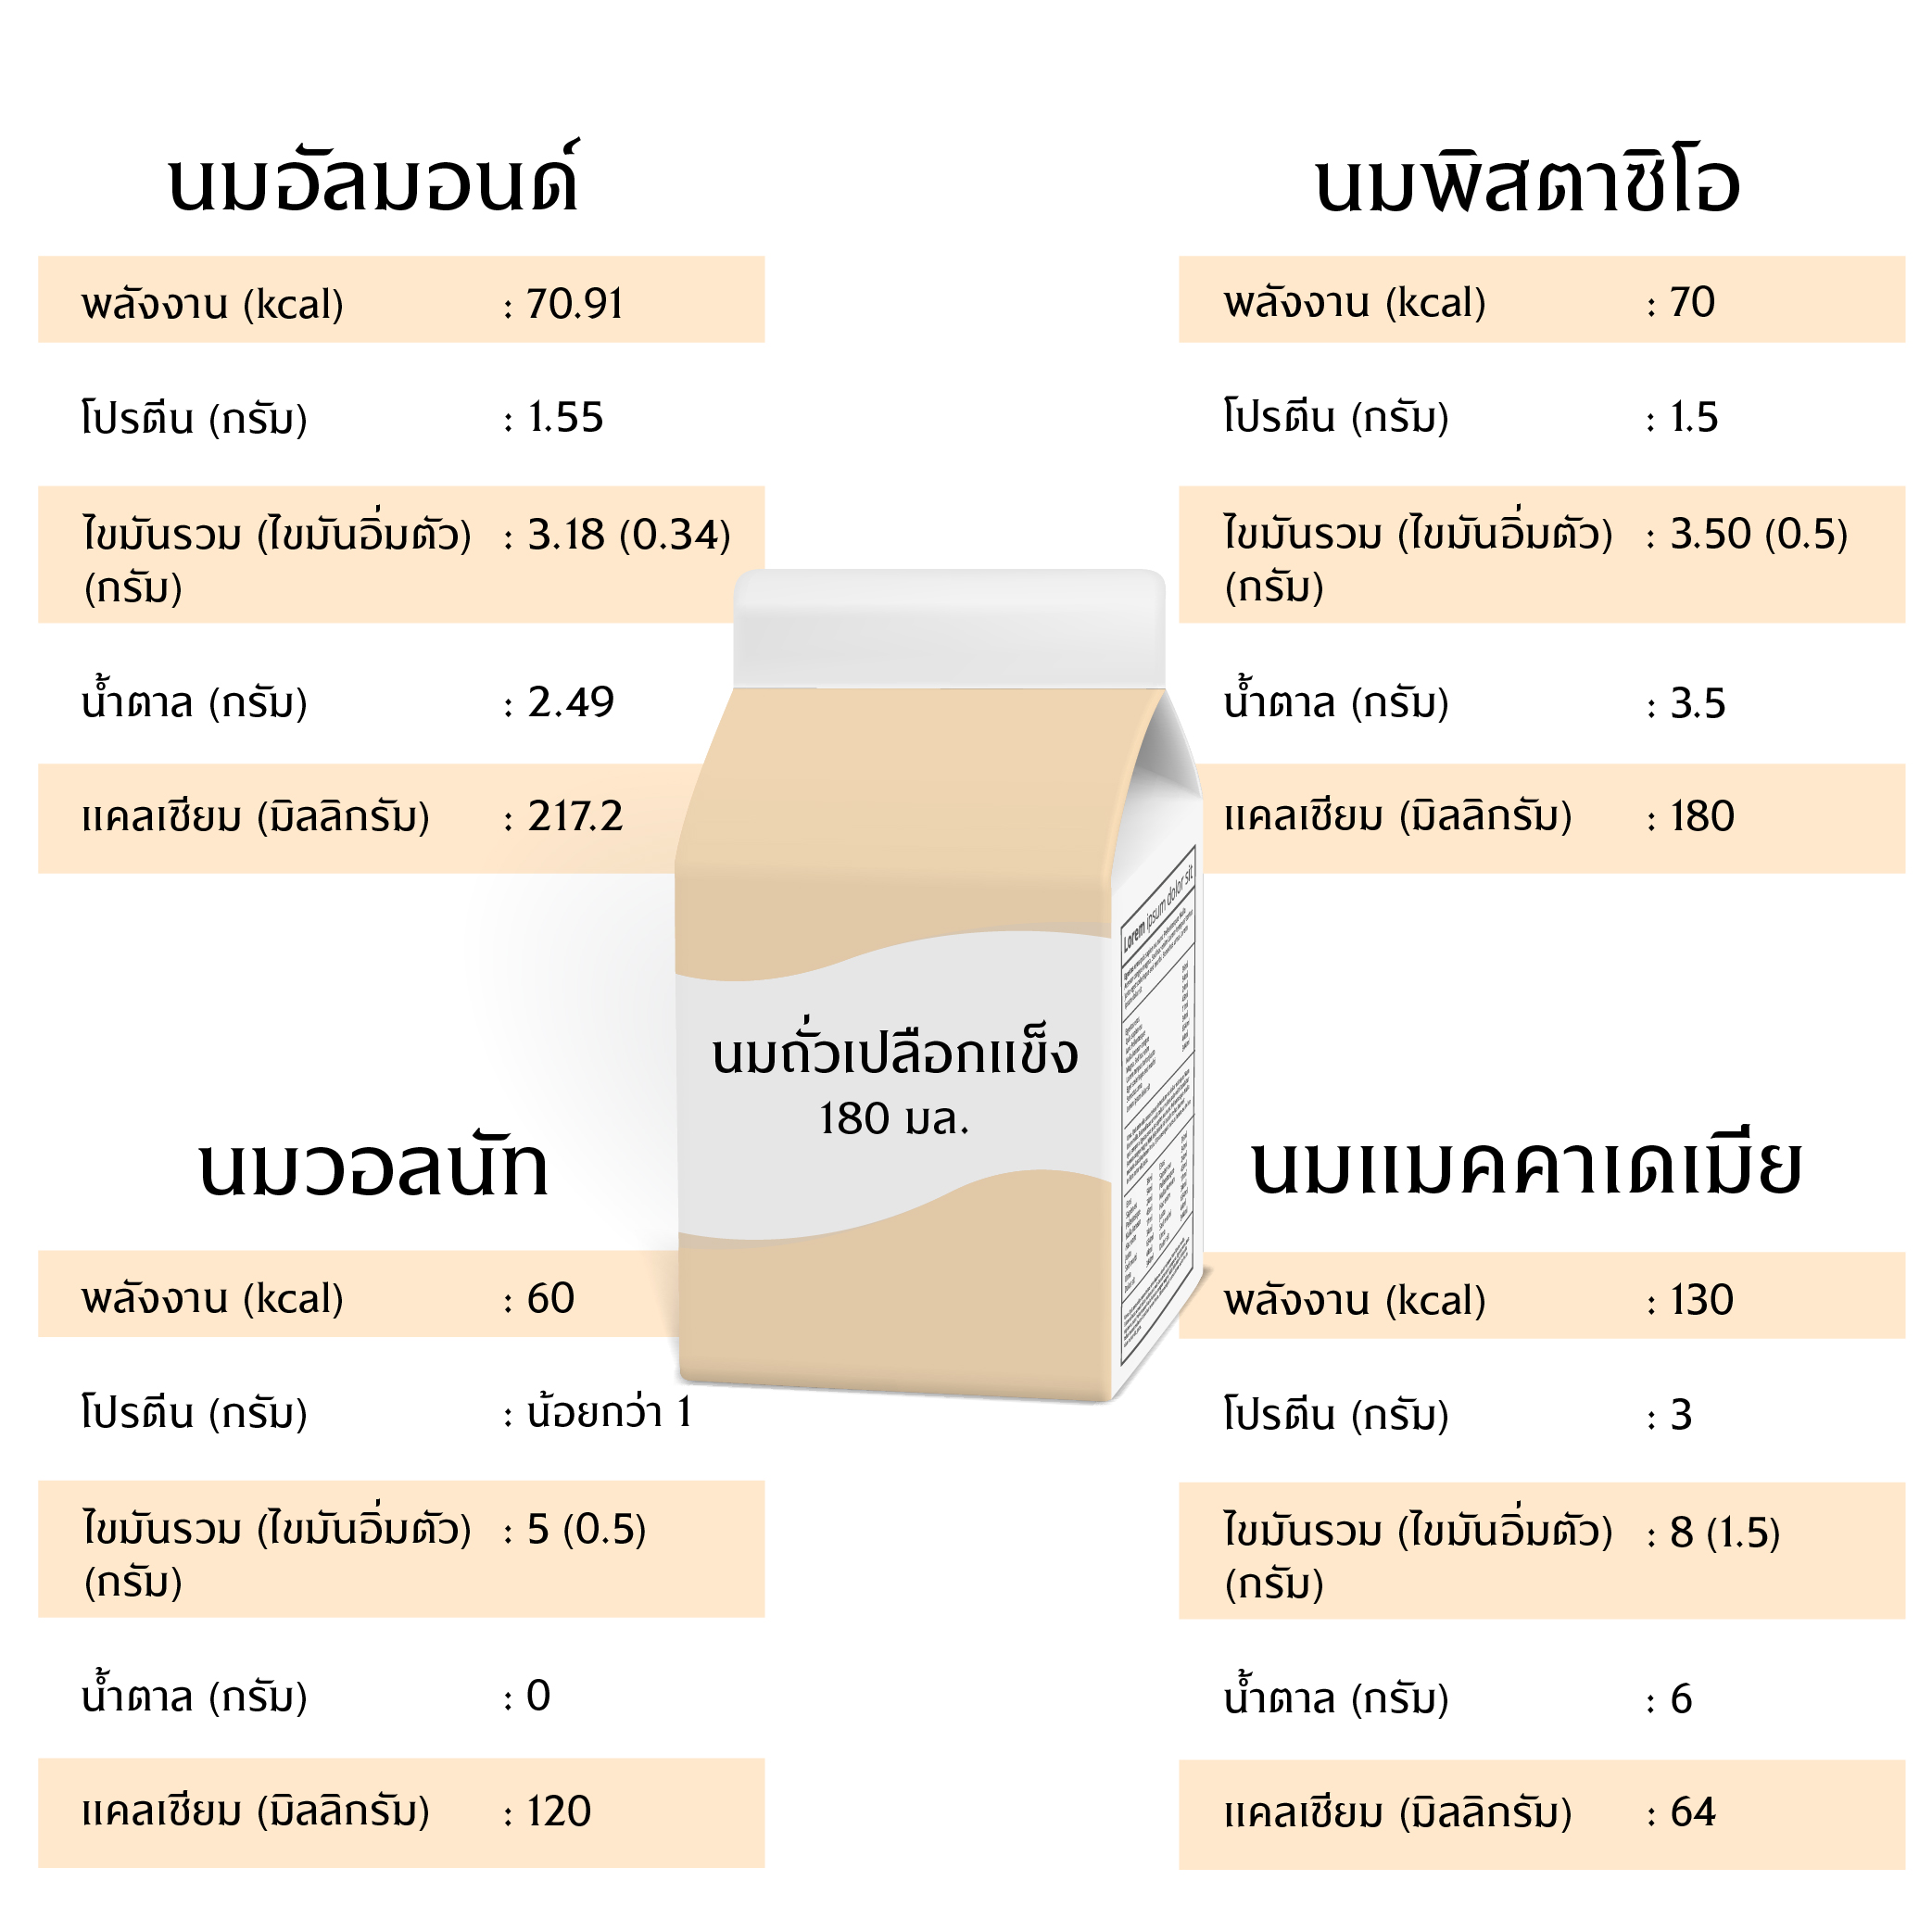 นมอัลมอนด์
พลังงาน (kcal) : 70.91
โปรตีน (กรัม) : 1.55
ไขมันรวม (ไขมันอิ่มตัว) : 3.18 (0.34)
(กรัม)
น้ำตาล (กรัม) : 2.49
แคลเซียม (มิลลิกรัม) : 217.2
นมพิสตาชิโอ
พลังงาน (kcal) : 70
โปรตีน (กรัม) : 1.5
ไขมันรวม (ไขมันอิ่มตัว) : 3.50 (0.5)
(กรัม)
น้ำตาล (กรัม) : 3.5
แคลเซียม (มิลลิกรัม) : 180
นมถั่วเปลือกแข็ง
180 มล.
Lorem ipsum dolor sit
นมวอลนัท
พลังงาน (kcal) : 60
โปรตีน (กรัม) : น้อยกว่า 1
ไขมันรวม (ไขมันอิ่มตัว) : 5 (0.5)
(กรัม)
น้ำตาล (กรัม) : 0
แคลเซียม (มิลลิกรัม) : 120
นมแมคคาเดเมีย
พลังงาน (kcal) : 130
โปรตีน (กรัม) : 3
ไขมันรวม (ไขมันอิ่มตัว) : 8 (1.5)
(กรัม)
น้ำตาล (กรัม) : 6
แคลเซียม (มิลลิกรัม) : 64